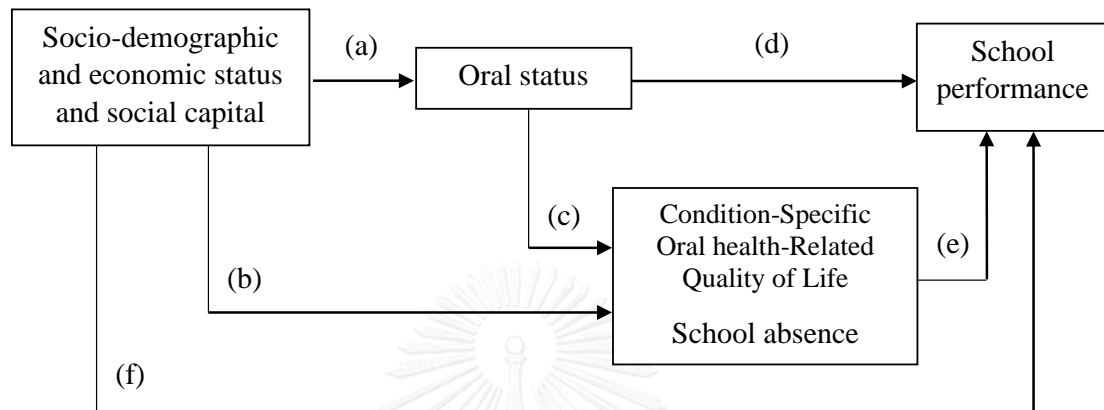 Socio-demographic
and economic status
and social capital
(a)
Oral status
(d)
School
performance
(c)
Condition-Specific
Oral health-Related
Quality of Life
School absence
(e)
(b)
(f)